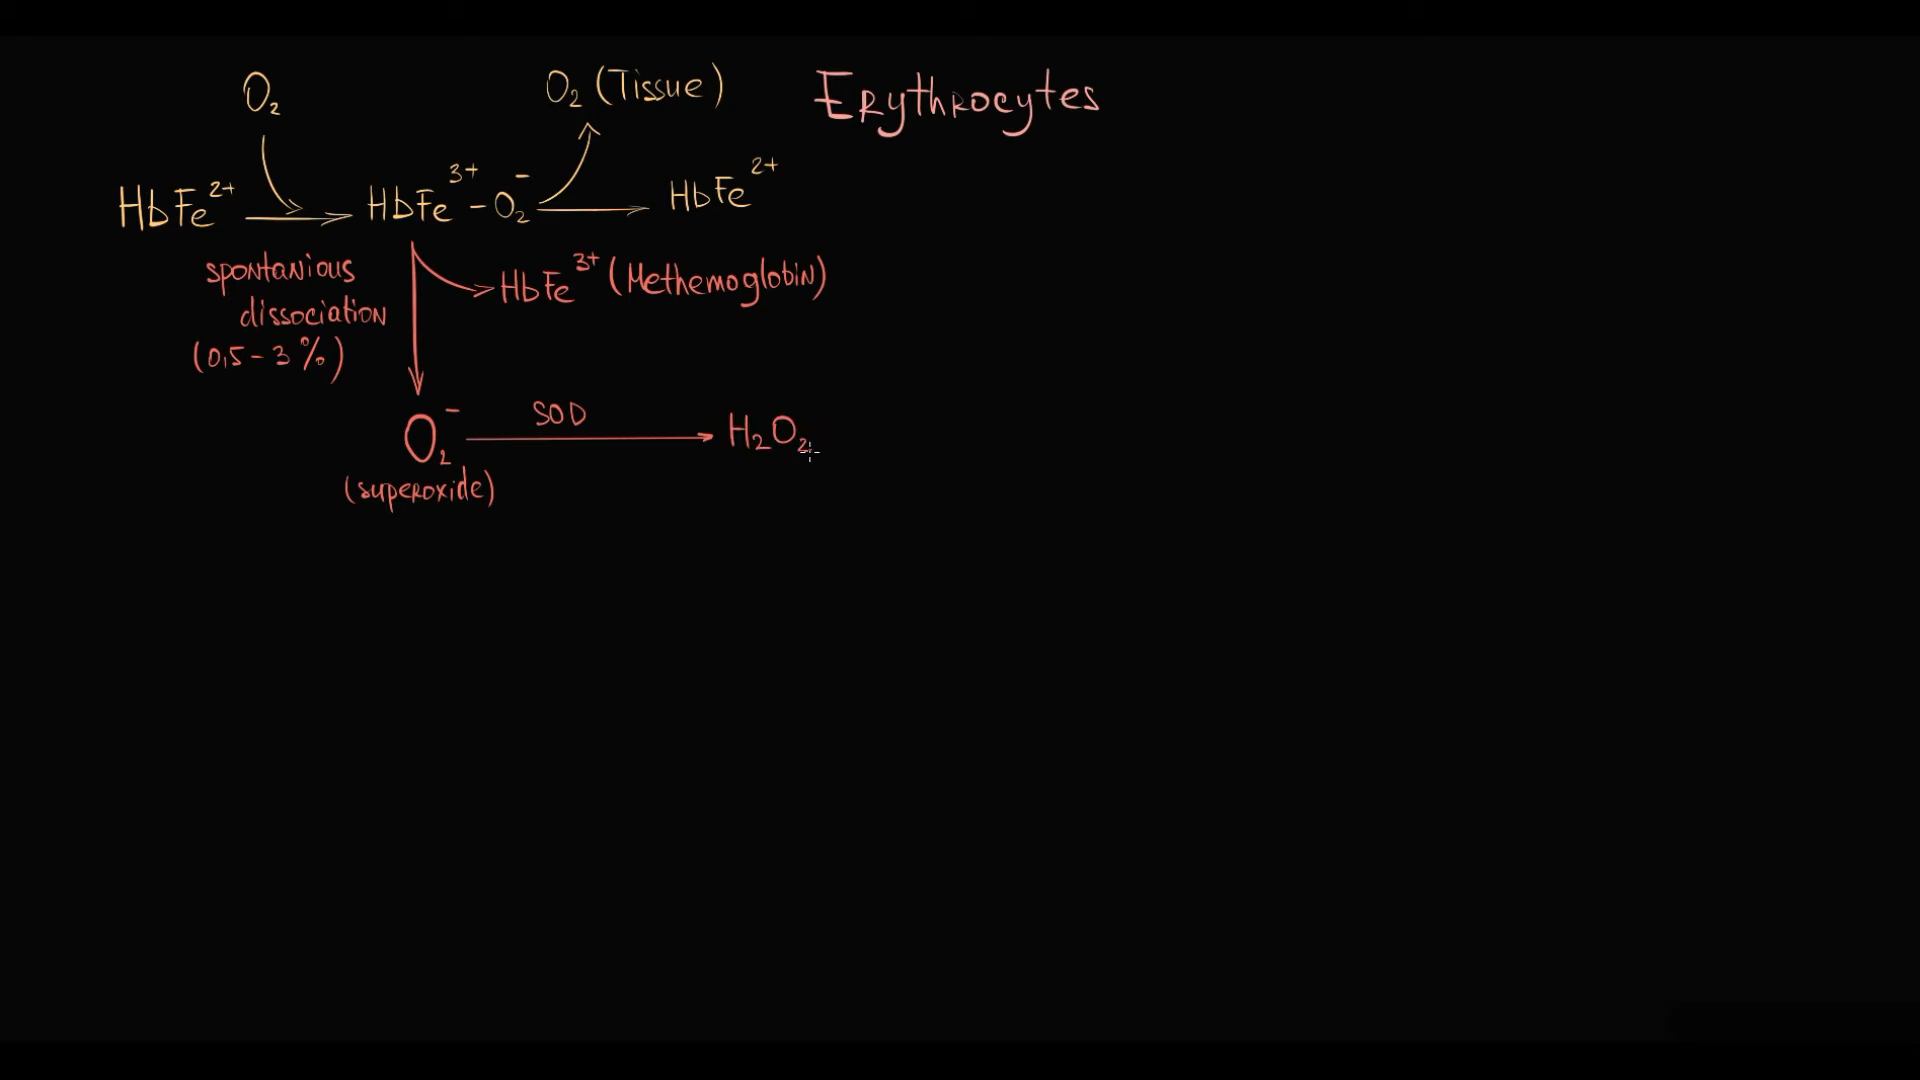 O₂ O₂ (Tissue) Erythrocytes
HbFe²⁺ HbFe³⁺-O₂⁻ HbFe²⁺
spontanious
dissociation
(0,5-3%)
HbFe³⁺ (Methemoglobin)
O₂⁻ SOD H₂O₂
(superoxide)